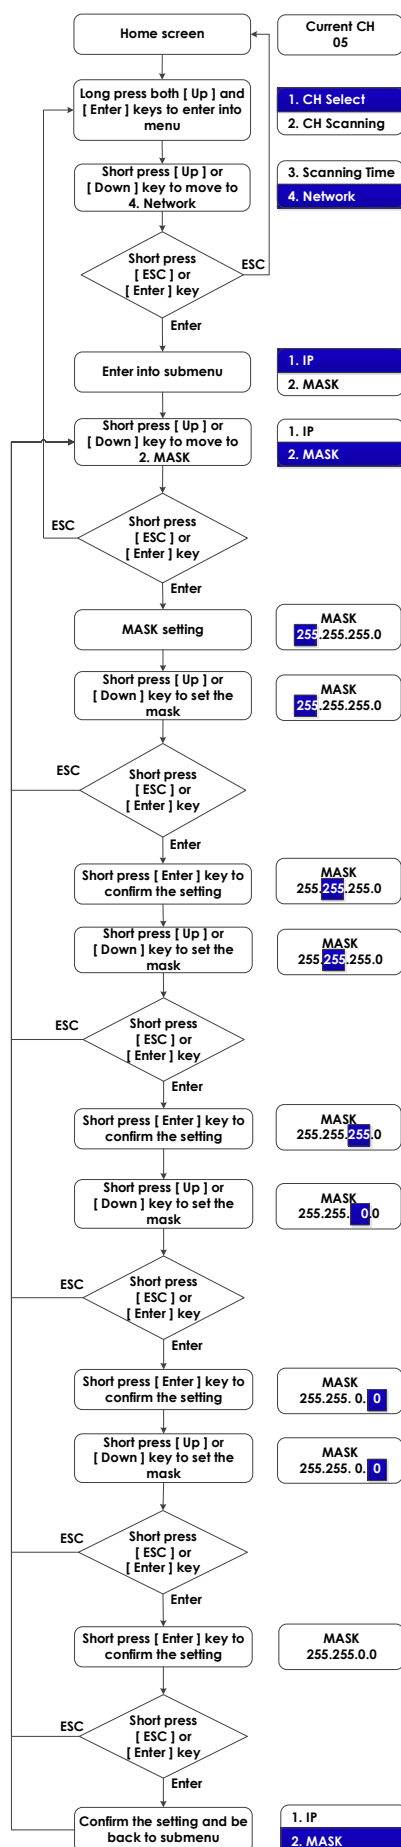 Home screen
Current CH
05
Long press both [ Up ] and
[ Enter ] keys to enter into
menu
1. CH Select
2. CH Scanning
Short press [ Up ] or
[ Down ] key to move to
4. Network
3. Scanning Time
4. Network
Short press
[ ESC ] or
[ Enter ] key
ESC
Enter
Enter into submenu
1. IP
2. MASK
Short press [ Up ] or
[ Down ] key to move to
2. MASK
1. IP
2. MASK
ESC
Short press
[ ESC ] or
[ Enter ] key
Enter
MASK setting
MASK
255.255.255.0
Short press [ Up ] or
[ Down ] key to set the
mask
MASK
255.255.255.0
ESC
Short press
[ ESC ] or
[ Enter ] key
Enter
Short press [ Enter ] key to
confirm the setting
MASK
255.255.255.0
Short press [ Up ] or
[ Down ] key to set the
mask
MASK
255.255.255.0
ESC
Short press
[ ESC ] or
[ Enter ] key
Enter
Short press [ Enter ] key to
confirm the setting
MASK
255.255.255.0
Short press [ Up ] or
[ Down ] key to set the
mask
MASK
255.255. 0.0
ESC
Short press
[ ESC ] or
[ Enter ] key
Enter
Short press [ Enter ] key to
confirm the setting
MASK
255.255. 0. 0
Short press [ Up ] or
[ Down ] key to set the
mask
MASK
255.255. 0. 0
ESC
Short press
[ ESC ] or
[ Enter ] key
Enter
Short press [ Enter ] key to
confirm the setting
MASK
255.255.0.0
ESC
Short press
[ ESC ] or
[ Enter ] key
Enter
Confirm the setting and be
back to submenu
1. IP
2. MASK